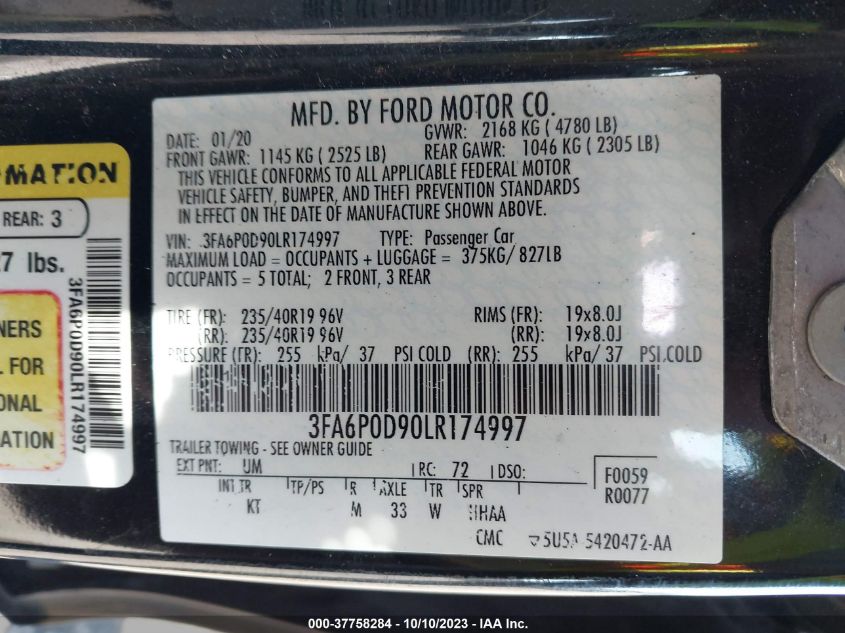 MFD. BY FORD MOTOR CO.
DATE: 01/20 GVWR: 2168 KG ( 4780 LB)
FRONT GAWR: 1145 KG ( 2525 LB) REAR GAWR: 1046 KG ( 2305 LB)
THIS VEHICLE CONFORMS TO ALL APPLICABLE FEDERAL MOTOR
VEHICLE SAFETY, BUMPER, AND THEFT PREVENTION STANDARDS
IN EFFECT ON THE DATE OF MANUFACTURE SHOWN ABOVE.
VIN: 3FA6P0D90LR174997 TYPE: Passenger Car
MAXIMUM LOAD = OCCUPANTS + LUGGAGE = 375KG/ 827LB
OCCUPANTS = 5 TOTAL; 2 FRONT, 3 REAR
TIRE (FR): 235/40R19 96V RIMS (FR): 19x8.0J
(RR): 235/40R19 96V (RR): 19x8.0J
PRESSURE (FR): 255 kPa/ 37 PSI COLD (RR): 255 kPa/ 37 PSI.COLD
3FA6P0D90LR174997
TRAILER TOWING - SEE OWNER GUIDE
EXT PNT: UM RC: 72 DSO: F0059
INT TR TP/PS R AXLE TR SPR R0077
KT M 33 W HHAA
CMC 5U5A 5420472-AA
RMATION
REAR: 3
7 lbs.
NERS
L FOR
ONAL
ATION
3FA6P0D90LR174997
000-37758284 - 10/10/2023 - IAA Inc.